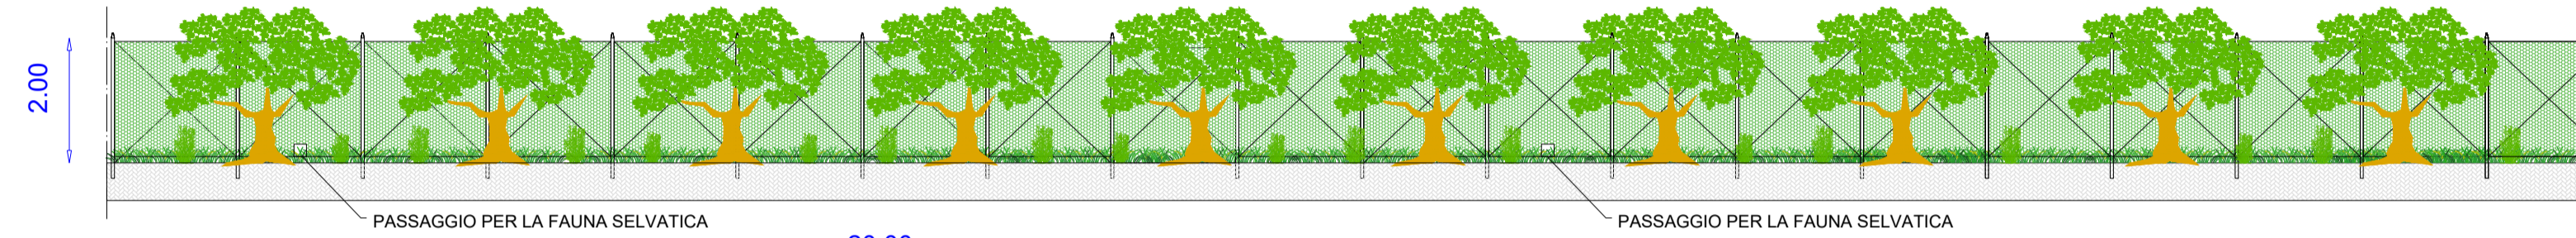 2.00
PASSAGGIO PER LA FAUNA SELVATICA
PASSAGGIO PER LA FAUNA SELVATICA